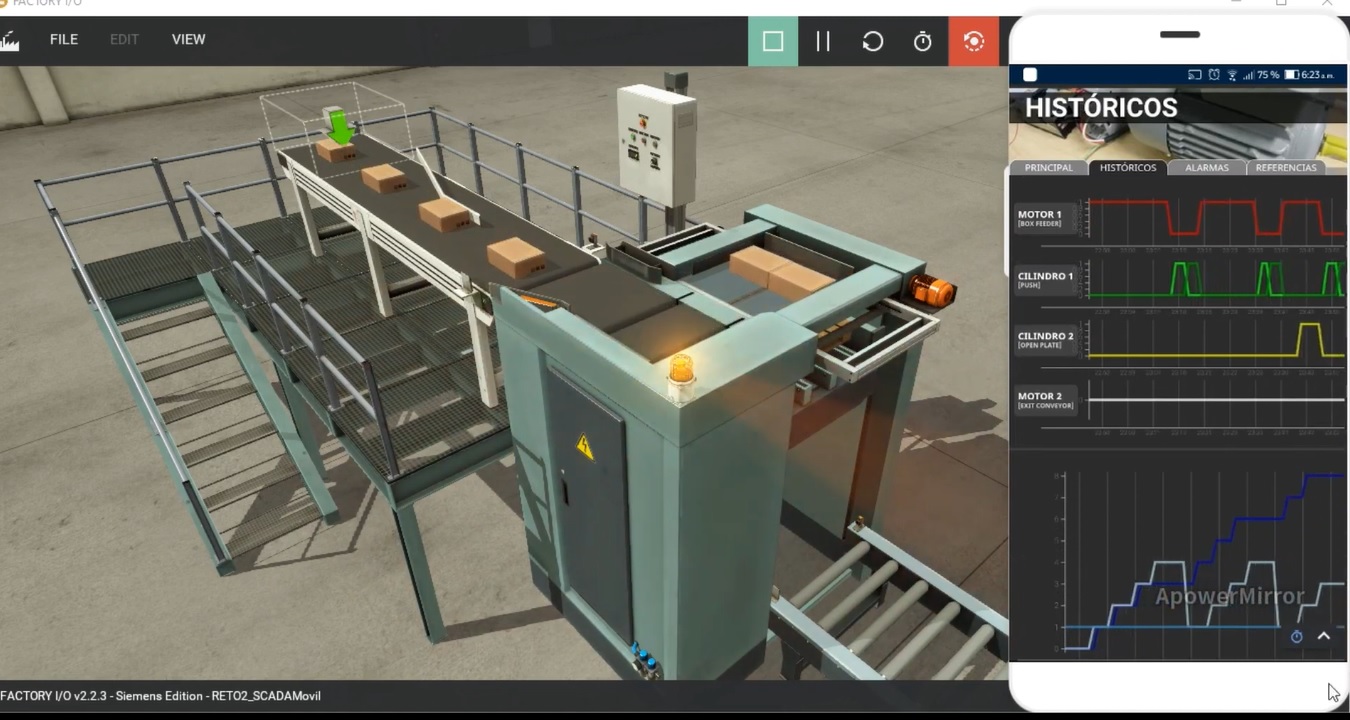 FACTORY I/O
FILE EDIT VIEW
75 % 6:23 a.m.
HISTÓRICOS
PRINCIPAL HISTÓRICOS ALARMAS REFERENCIAS
MOTOR 1
[BOX FEEDER]
CILINDRO 1
[PUSH]
CILINDRO 2
[OPEN PLATE]
MOTOR 2
[EXIT CONVEYOR]
8
7
6
5
4
3
2
1
0
ApowerMirror
FACTORY I/O v2.2.3 - Siemens Edition - RETO2_SCADAMovil